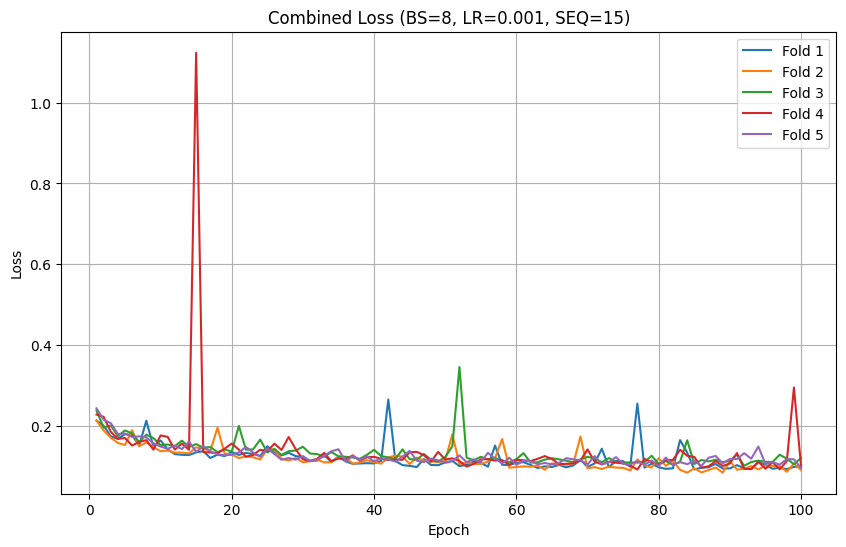 Combined Loss (BS=8, LR=0.001, SEQ=15)
Loss
1.0
0.8
0.6
0.4
0.2
0 20 40 60 80 100
Epoch
Fold 1
Fold 2
Fold 3
Fold 4
Fold 5